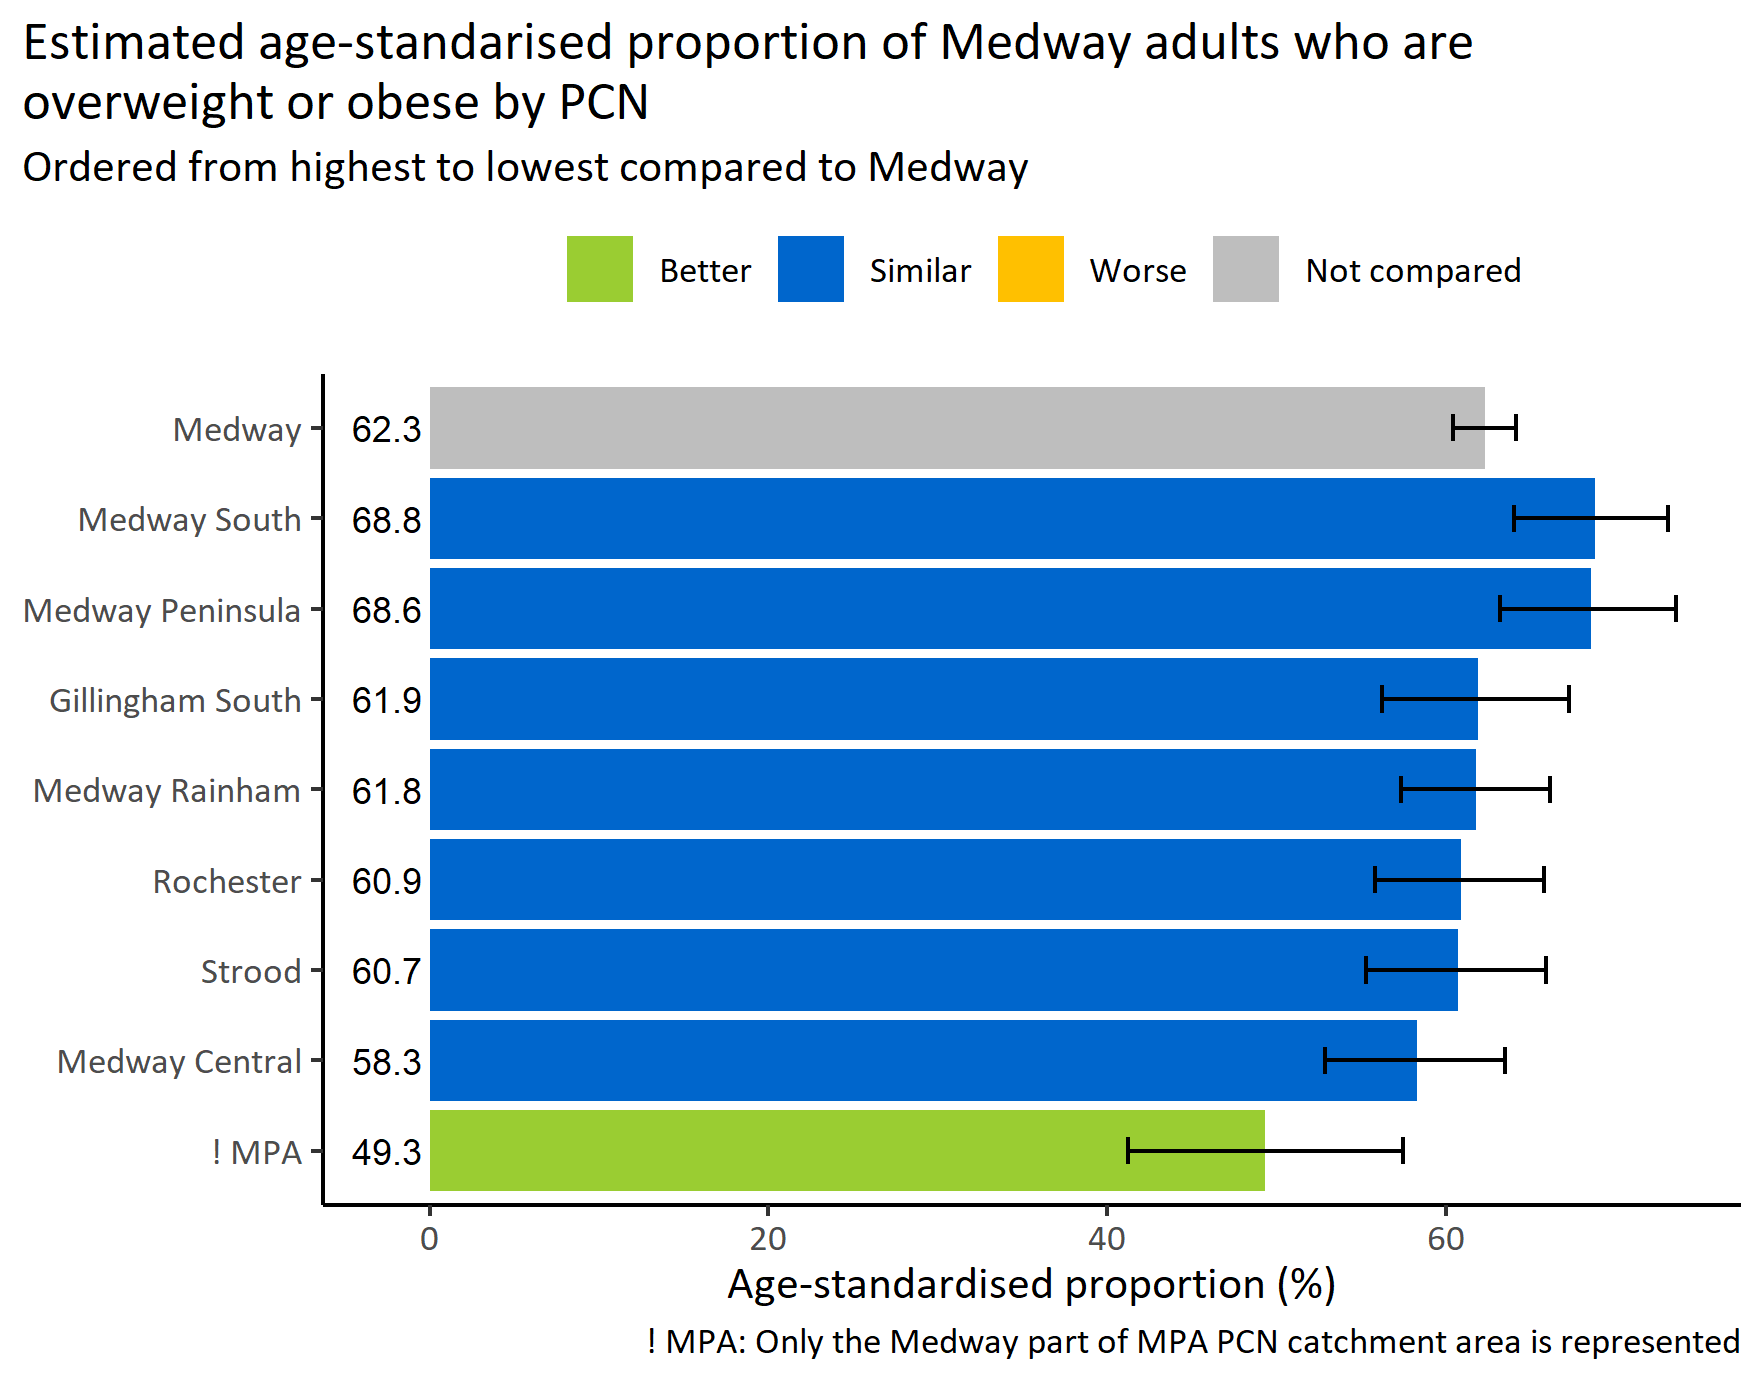 Estimated age-standarised proportion of Medway adults who are
overweight or obese by PCN
Ordered from highest to lowest compared to Medway
Better Similar Worse Not compared
Medway 62.3
Medway South 68.8
Medway Peninsula 68.6
Gillingham South 61.9
Medway Rainham 61.8
Rochester 60.9
Strood 60.7
Medway Central 58.3
! MPA 49.3
0 20 40 60
Age-standardised proportion (%)
! MPA: Only the Medway part of MPA PCN catchment area is represented